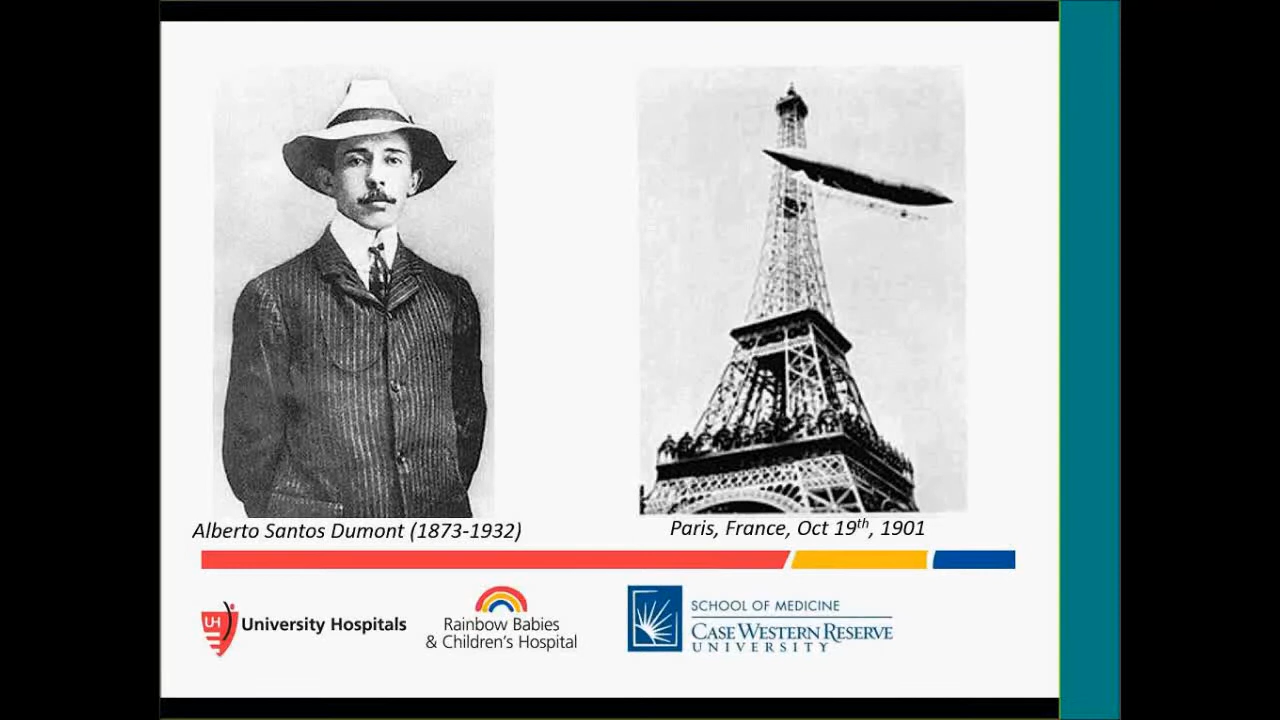 Alberto Santos Dumont (1873-1932)
Paris, France, Oct 19th, 1901
UH
University Hospitals
Rainbow Babies
& Children's Hospital
SCHOOL OF MEDICINE
CASE WESTERN RESERVE
UNIVERSITY